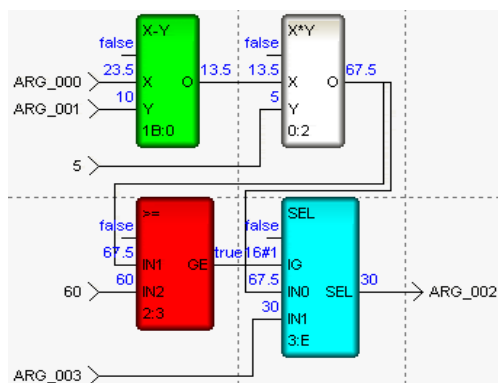 X-Y
X*Y
false
false
23.5
13.5
13.5
67.5
ARG_000
X
O
X
O
10
5
ARG_001
Y
Y
1B:0
0:2
5
>=
SEL
false
false
67.5
true
16#1
IN1
GE
IG
60
67.5
30
60
IN2
IN0
SEL
ARG_002
30
2:3
IN1
3:E
ARG_003